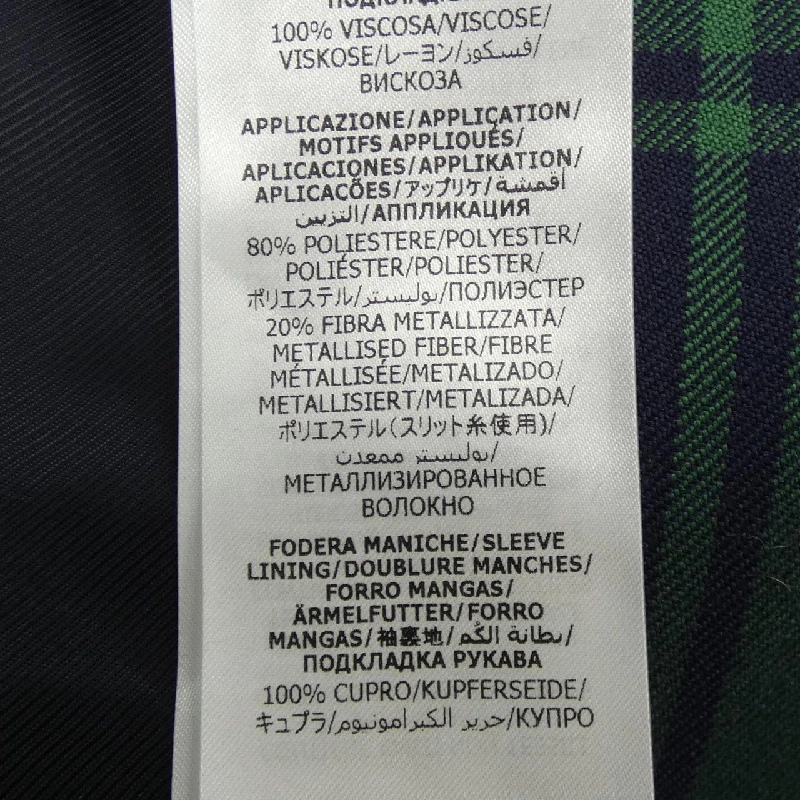 ПОДКЛАДКА
100% VISCOSA/VISCOSE/
VISKOSE/レーヨン/فسكوز/
ВИСКОЗА
APPLICAZIONE/APPLICATION/
MOTIFS APPLIQUÉS/
APLICACIONES/APPLIKATION/
APLICACÕES/アップリケ/أقمشة
التزيين/АППЛИКАЦИЯ
80% POLIESTERE/POLYESTER/
POLIÉSTER/POLIESTER/
ポリエステル/بوليستر/ПОЛИЭСТЕР
20% FIBRA METALLIZZATA/
METALLISED FIBER/FIBRE
MÉTALLISÉE/METALIZADO/
METALLISIERT/METALIZADA/
ポリエステル(スリット糸使用)/
بوليستر ممعدن/
МЕТАЛЛИЗИРОВАННОЕ
ВОЛОКНО
FODERA MANICHE/SLEEVE
LINING/DOUBLURE MANCHES/
FORRO MANGAS/
ÄRMELFUTTER/FORRO
MANGAS/袖裏地/بطانة الكم/
ПОДКЛАДКА РУКАВА
100% CUPRO/KUPFERSEIDE/
キュプラ/حرير الكبرامونيوم/КУПРО